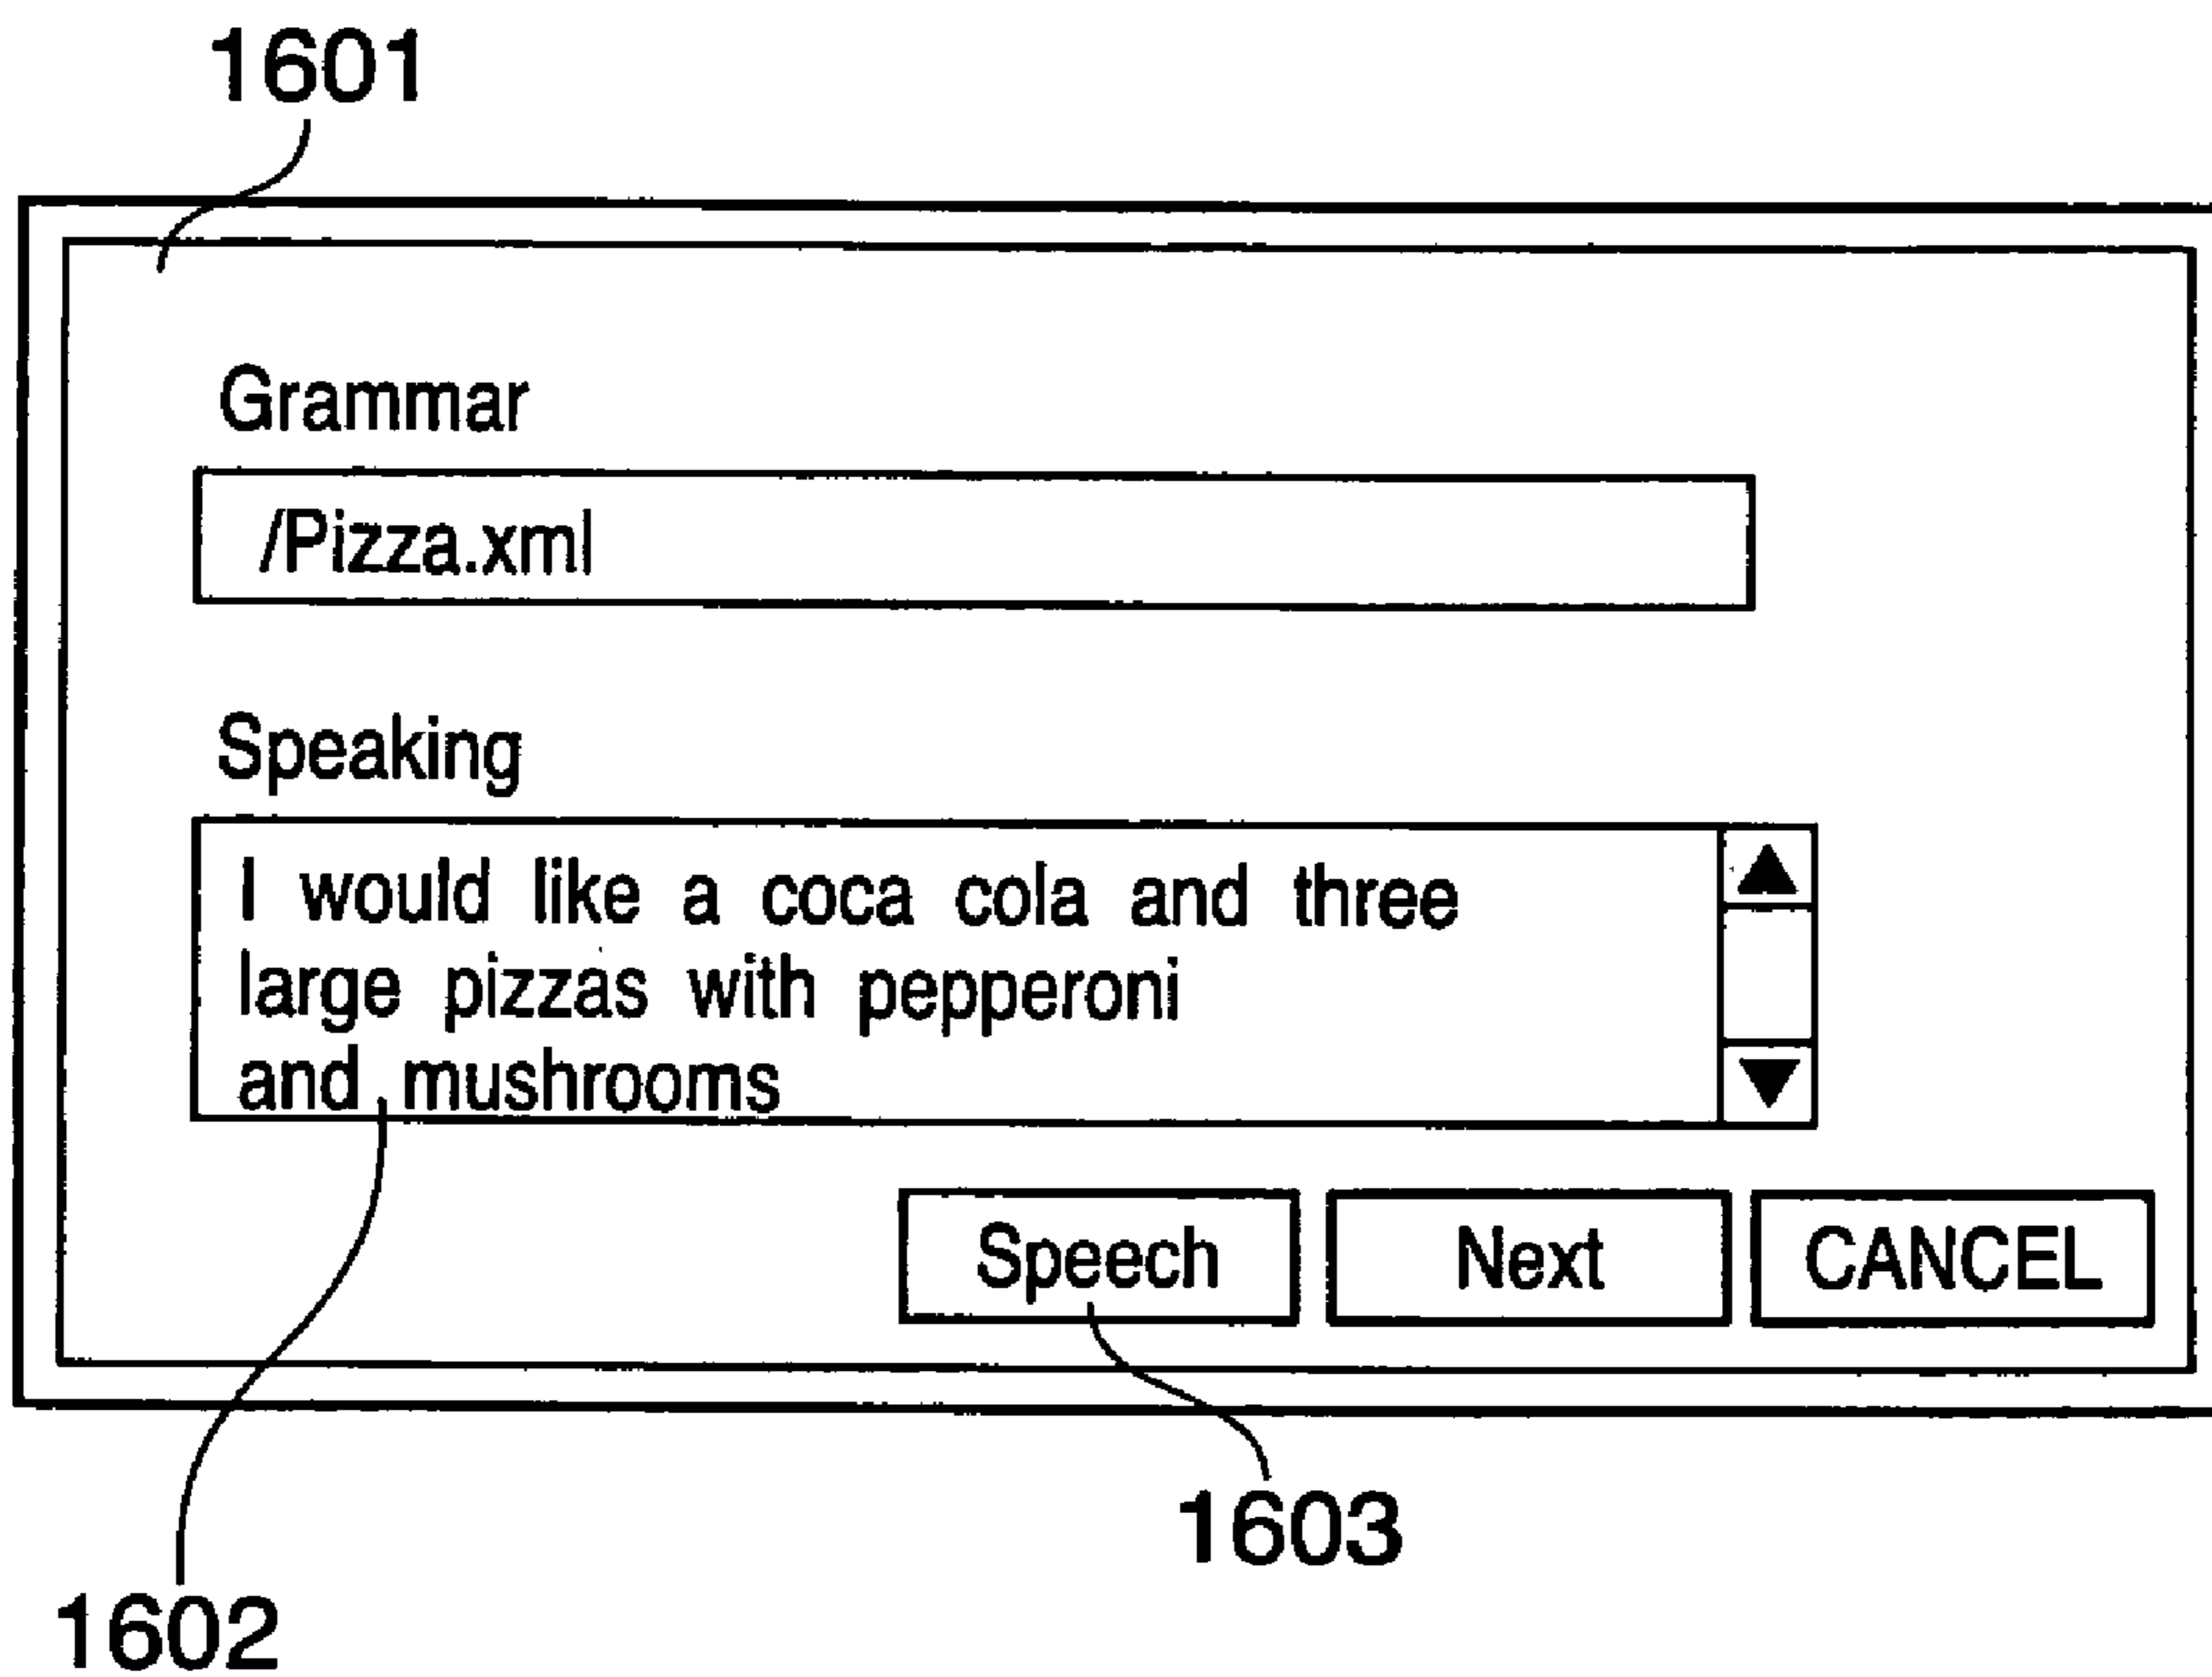 1601
Grammar
/Pizza.xml
Speaking
I would like a coca cola and three
large pizzas with pepperoni
and mushrooms
Speech
Next
CANCEL
1603
1602